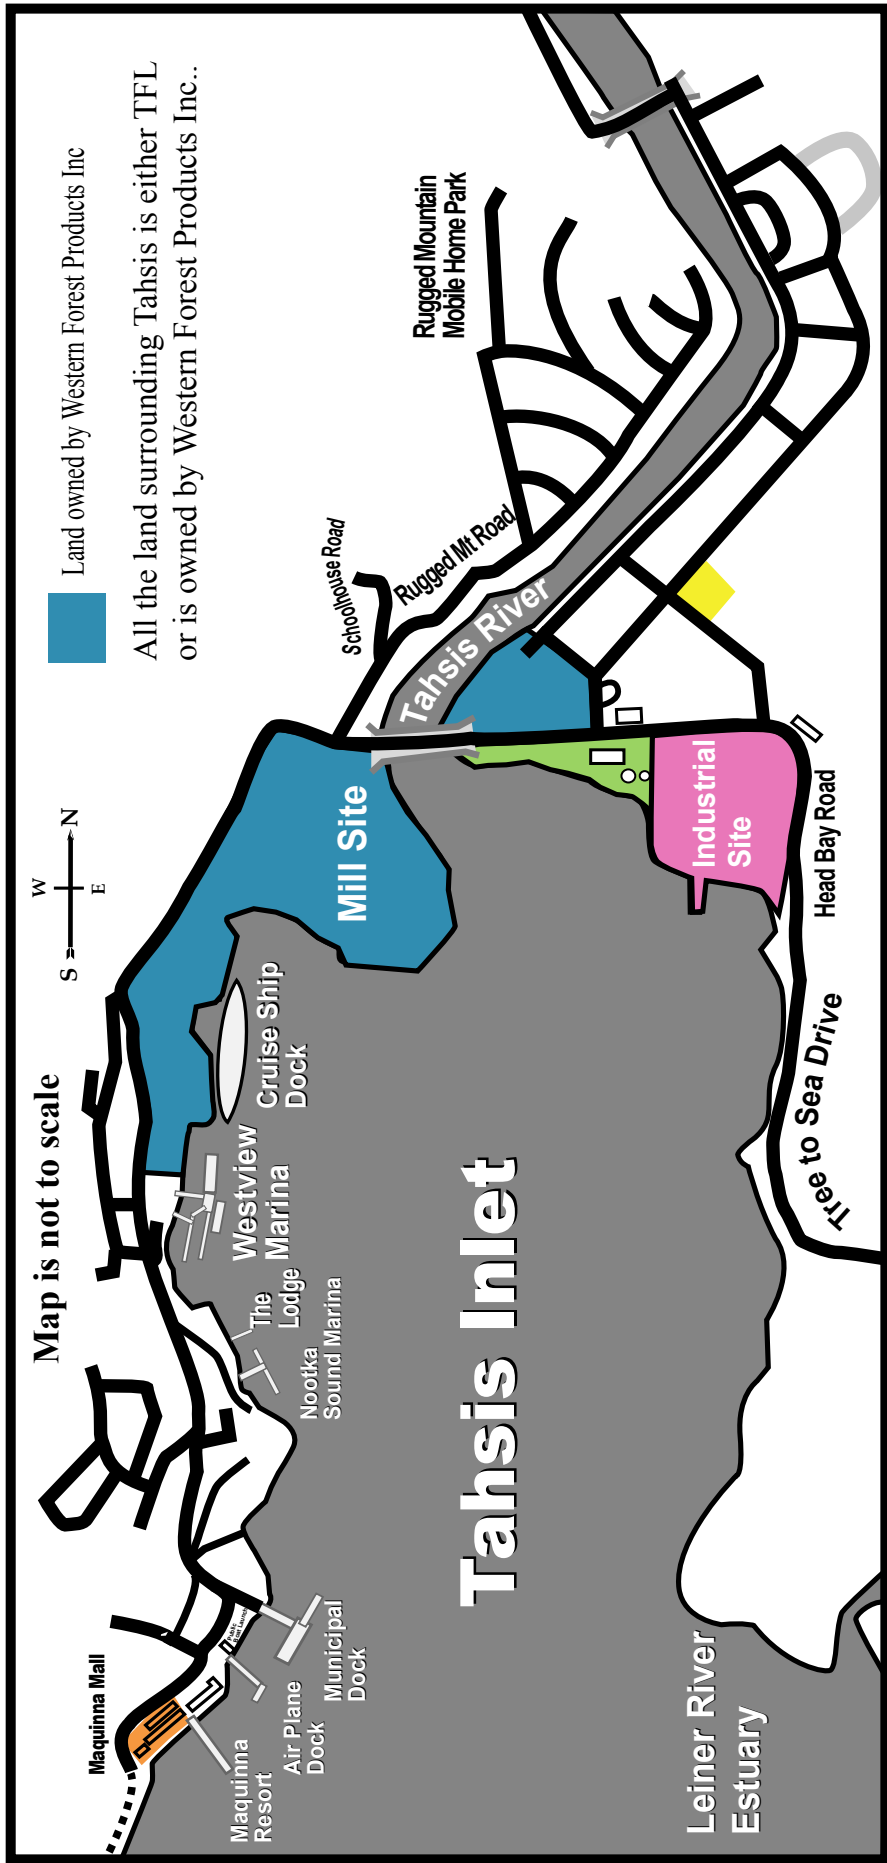 Map is not to scale
S
W
E
N
Land owned by Western Forest Products Inc
All the land surrounding Tahsis is either TFL
or is owned by Western Forest Products Inc..
Maquinna Mall
Maquinna
Resort
Air Plane
Dock
Public
Boat Launch
Municipal
Dock
Nootka
Sound Marina
The
Lodge
Westview
Marina
Cruise Ship
Dock
Mill Site
Schoolhouse Road
Rugged Mt Road
Rugged Mountain
Mobile Home Park
Tahsis River
Tahsis Inlet
Industrial
Site
Head Bay Road
Tree to Sea Drive
Leiner River
Estuary